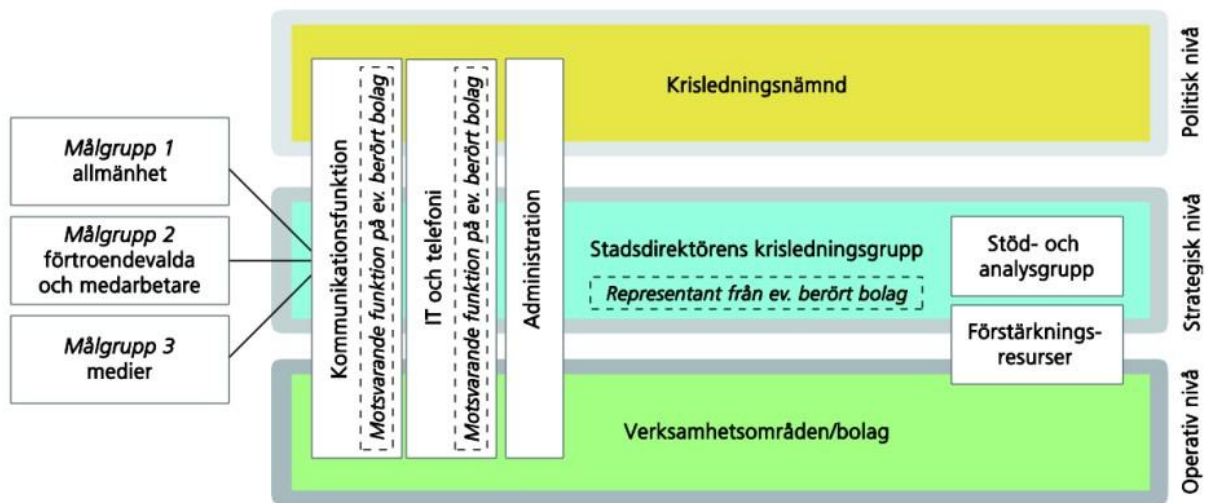 Målgrupp 1
allmänhet
Målgrupp 2
förtroendevalda
och medarbetare
Målgrupp 3
medier
Kommunikationsfunktion
Motsvarande funktion på ev. berört bolag
IT och telefoni
Motsvarande funktion på ev. berört bolag
Administration
Krisledningsnämnd
Stadsdirektörens krisledningsgrupp
Representant från ev. berört bolag
Stöd- och
analysgrupp
Förstärknings-
resurser
Verksamhetsområden/bolag
Politisk nivå
Strategisk nivå
Operativ nivå